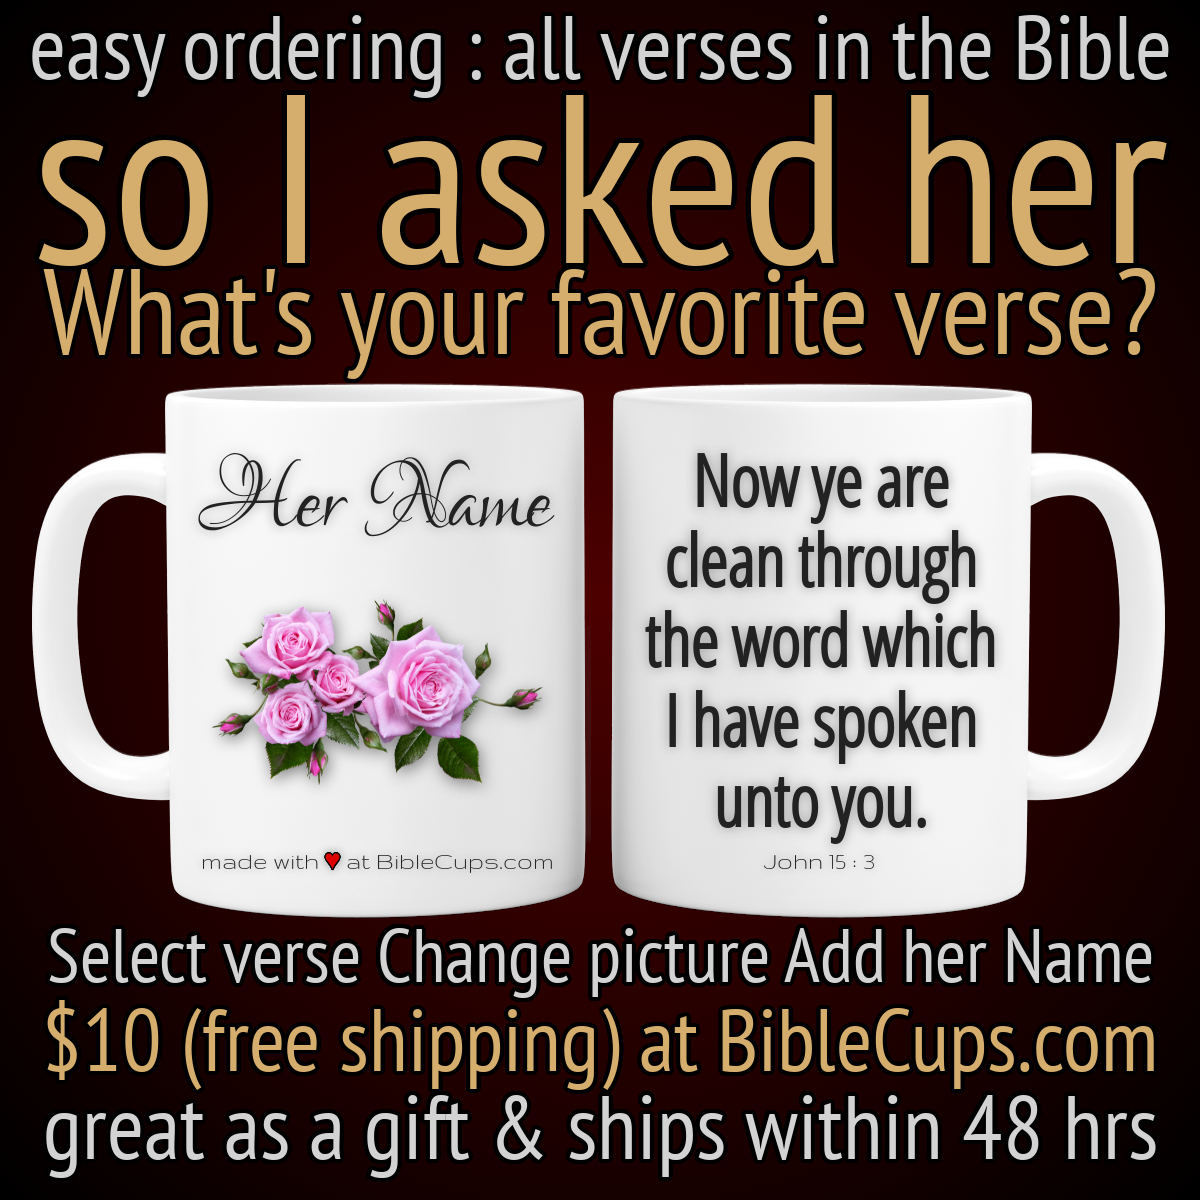 easy ordering : all verses in the Bible
so I asked her
What's your favorite verse?
Her Name
made with ❤ at BibleCups.com
Now ye are
clean through
the word which
I have spoken
unto you.
John 15 : 3
Select verse Change picture Add her Name
$10 (free shipping) at BibleCups.com
great as a gift & ships within 48 hrs